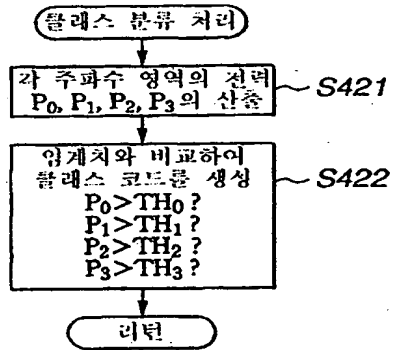 클래스 분류 처리
각 주파수 영역의 전력
P₀, P₁, P₂, P₃의 산출
S421
임계치와 비교하여
클래스 코드를 생성
P₀>TH₀?
P₁>TH₁?
P₂>TH₂?
P₃>TH₃?
S422
리턴